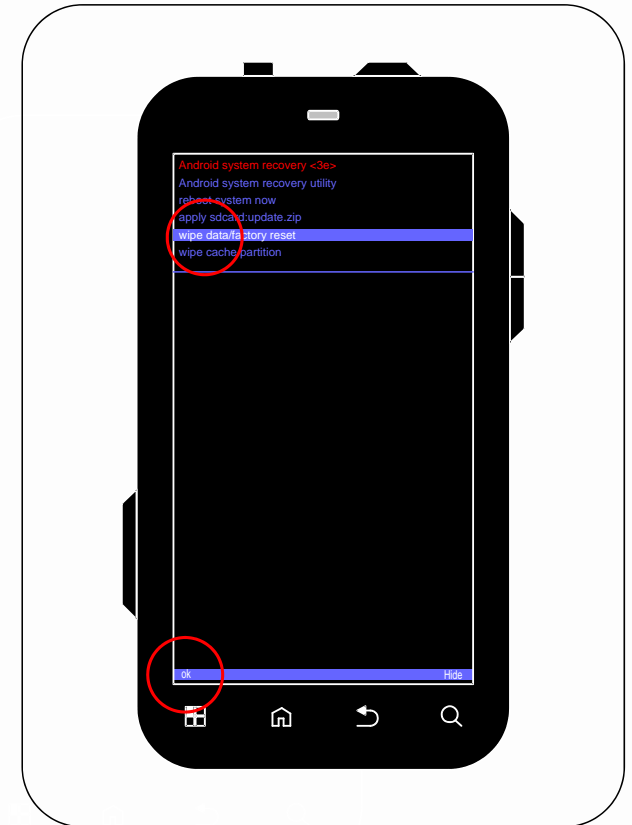 Android system recovery <3e>
Android system recovery utility
reboot system now
apply sdcard:update.zip
wipe data/factory reset
wipe cache partition
ok Hide